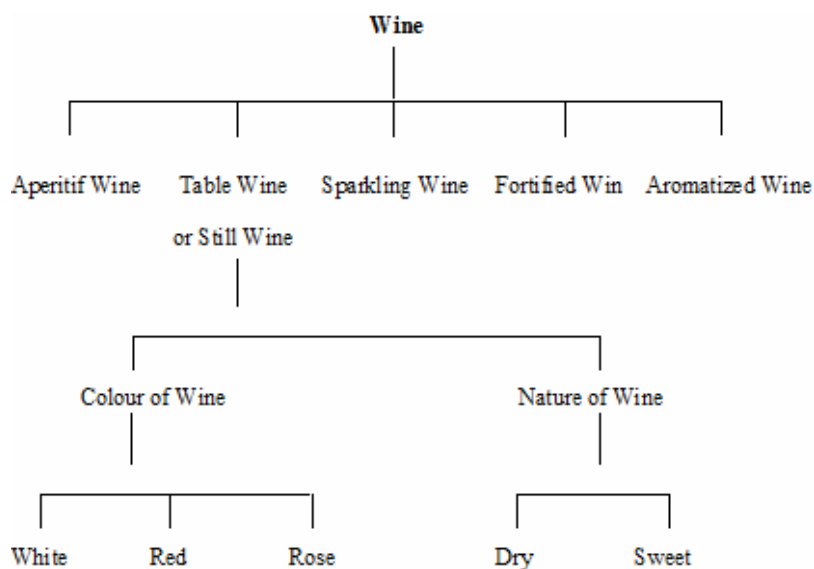 Wine
Aperitif Wine Table Wine Sparkling Wine Fortified Win Aromatized Wine
or Still Wine
Colour of Wine Nature of Wine
White Red Rose Dry Sweet